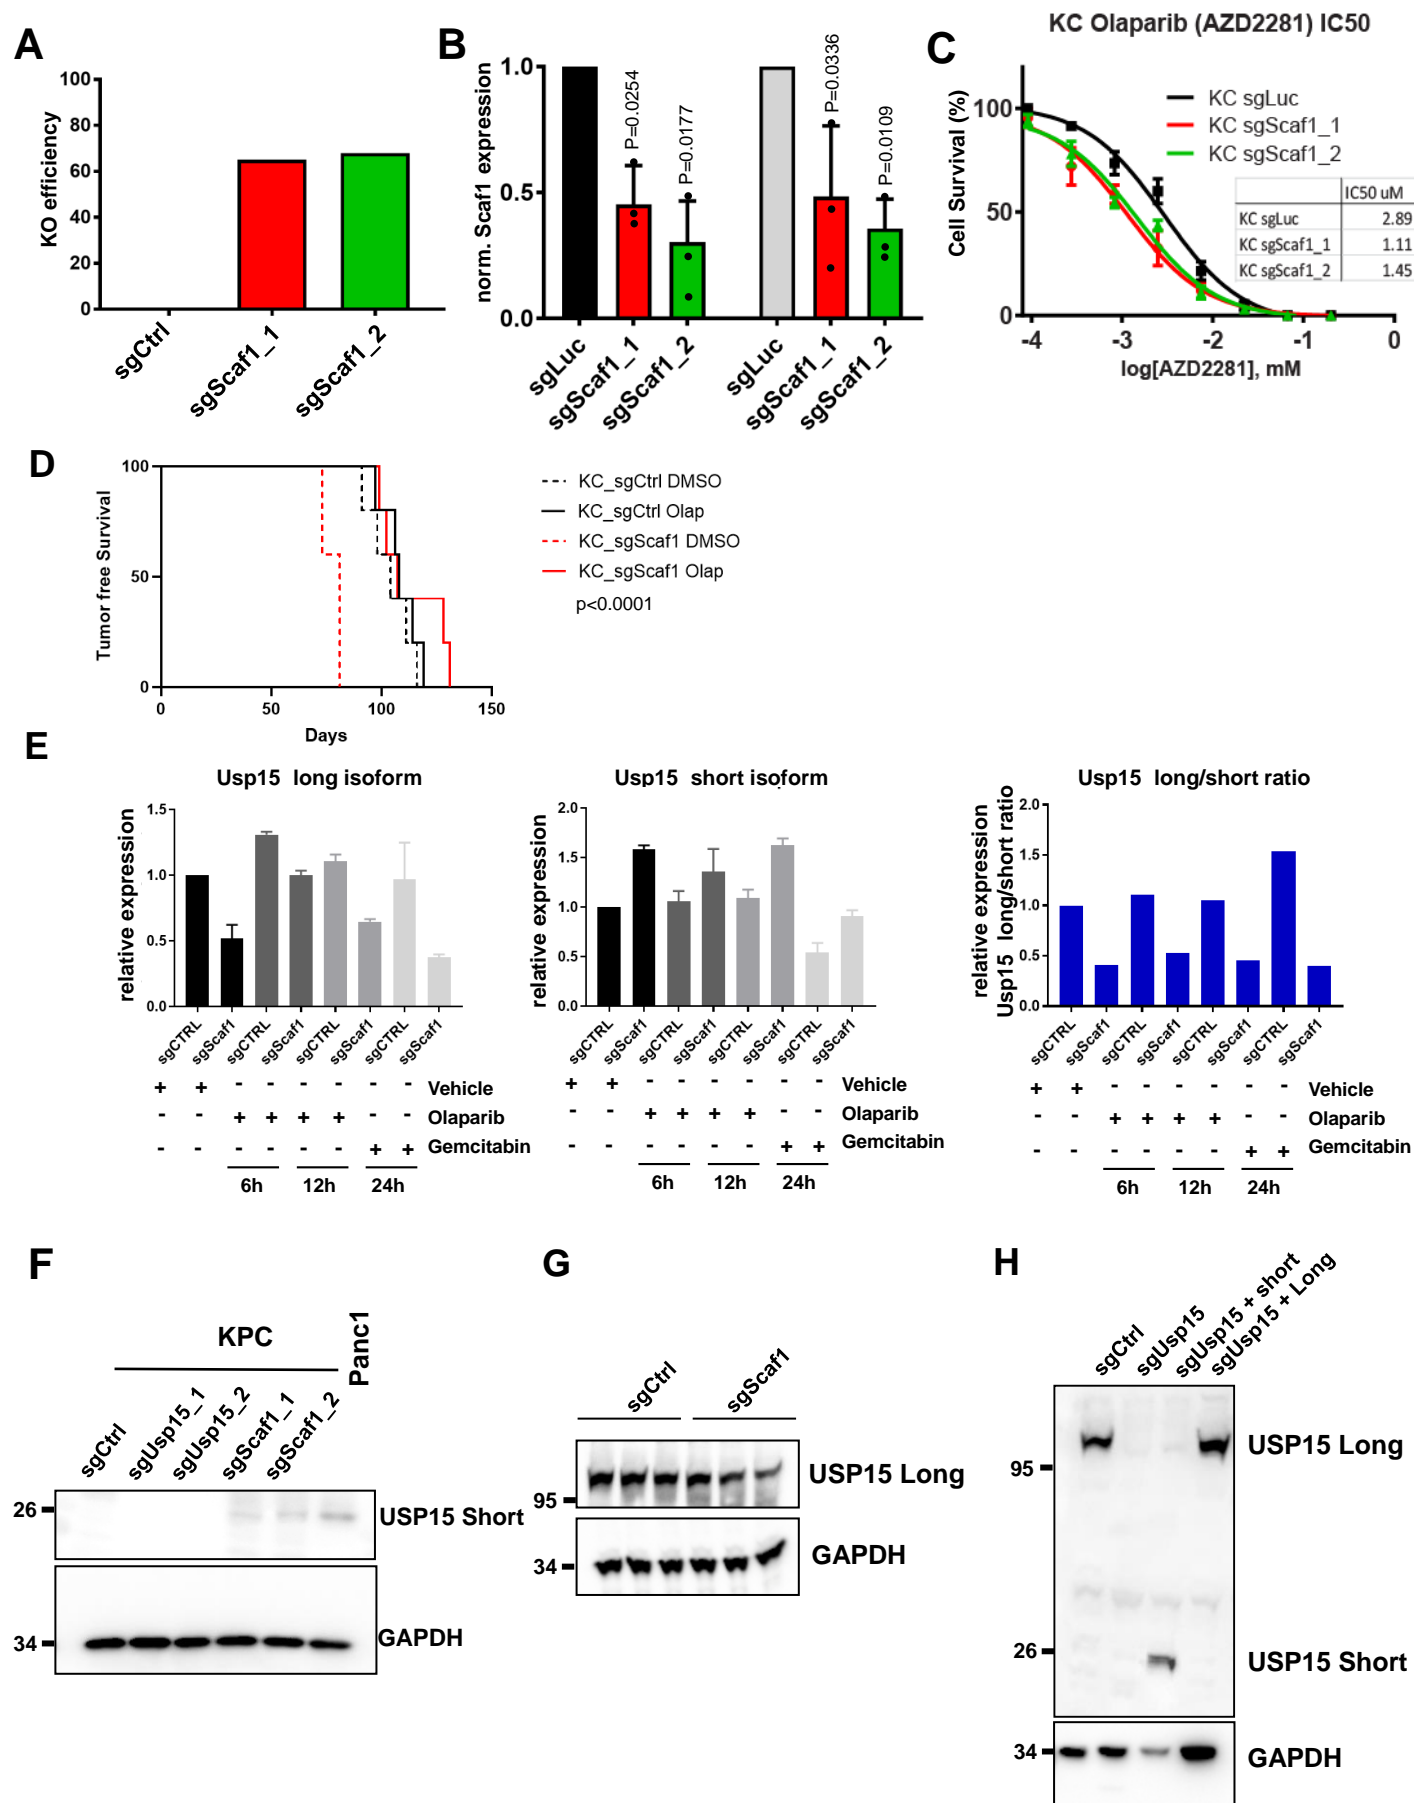 A
KO efficiency
100
80
60
40
20
0
sgCtrl
sgScaf1_1
sgScaf1_2
B
norm. Scaf1 expression
1.0
0.5
0.0
P=0.0254
P=0.0177
P=0.0336
P=0.0109
sgLuc
sgScaf1_1
sgScaf1_2
sgLuc
sgScaf1_1
sgScaf1_2
C
KC Olaparib (AZD2281) IC50
Cell Survival (%)
100
50
0
-4 -3 -2 -1 0
log[AZD2281], mM
KC sgLuc
KC sgScaf1_1
KC sgScaf1_2
IC50 uM
KC sgLuc 2.89
KC sgScaf1_1 1.11
KC sgScaf1_2 1.45
D
Tumor free Survival
100
50
0
0 50 100 150
Days
KC_sgCtrl DMSO
KC_sgCtrl Olap
KC_sgScaf1 DMSO
KC_sgScaf1 Olap
p<0.0001
E
Usp15 long isoform
relative expression
1.5
1.0
0.5
0.0
sgCTRL sgScaf1 sgCTRL sgScaf1 sgCTRL sgScaf1 sgCTRL sgScaf1
+ + - - - - - - Vehicle
- - + + + + - - Olaparib
- - - - - - + + Gemcitabin
6h 12h 24h
Usp15 short isoform
relative expression
2.0
1.5
1.0
0.5
0.0
sgCTRL sgScaf1 sgCTRL sgScaf1 sgCTRL sgScaf1 sgCTRL sgScaf1
+ + - - - - - - Vehicle
- - + + + + - - Olaparib
- - - - - - + + Gemcitabin
6h 12h 24h
Usp15 long/short ratio
relative expression
Usp15 long/short ratio
2.0
1.5
1.0
0.5
0.0
sgCTRL sgScaf1 sgCTRL sgScaf1 sgCTRL sgScaf1 sgCTRL sgScaf1
+ + - - - - - - Vehicle
- - + + + + - - Olaparib
- - - - - - + + Gemcitabin
6h 12h 24h
F
KPC
Panc1
sgCtrl
sgUsp15_1
sgUsp15_2
sgScaf1_1
sgScaf1_2
26
USP15 Short
34
GAPDH
G
sgCtrl
sgScaf1
95
USP15 Long
34
GAPDH
H
sgCtrl
sgUsp15
sgUsp15 + short
sgUsp15 + Long
95
USP15 Long
26
USP15 Short
34
GAPDH